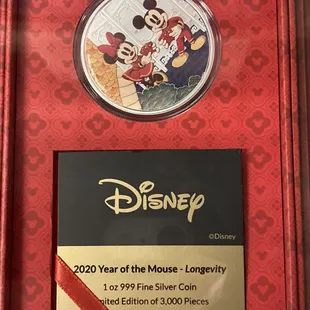 Disney
©Disney
2020 Year of the Mouse - Longevity
1 oz 999 Fine Silver Coin
imited Edition of 3,000 Pieces